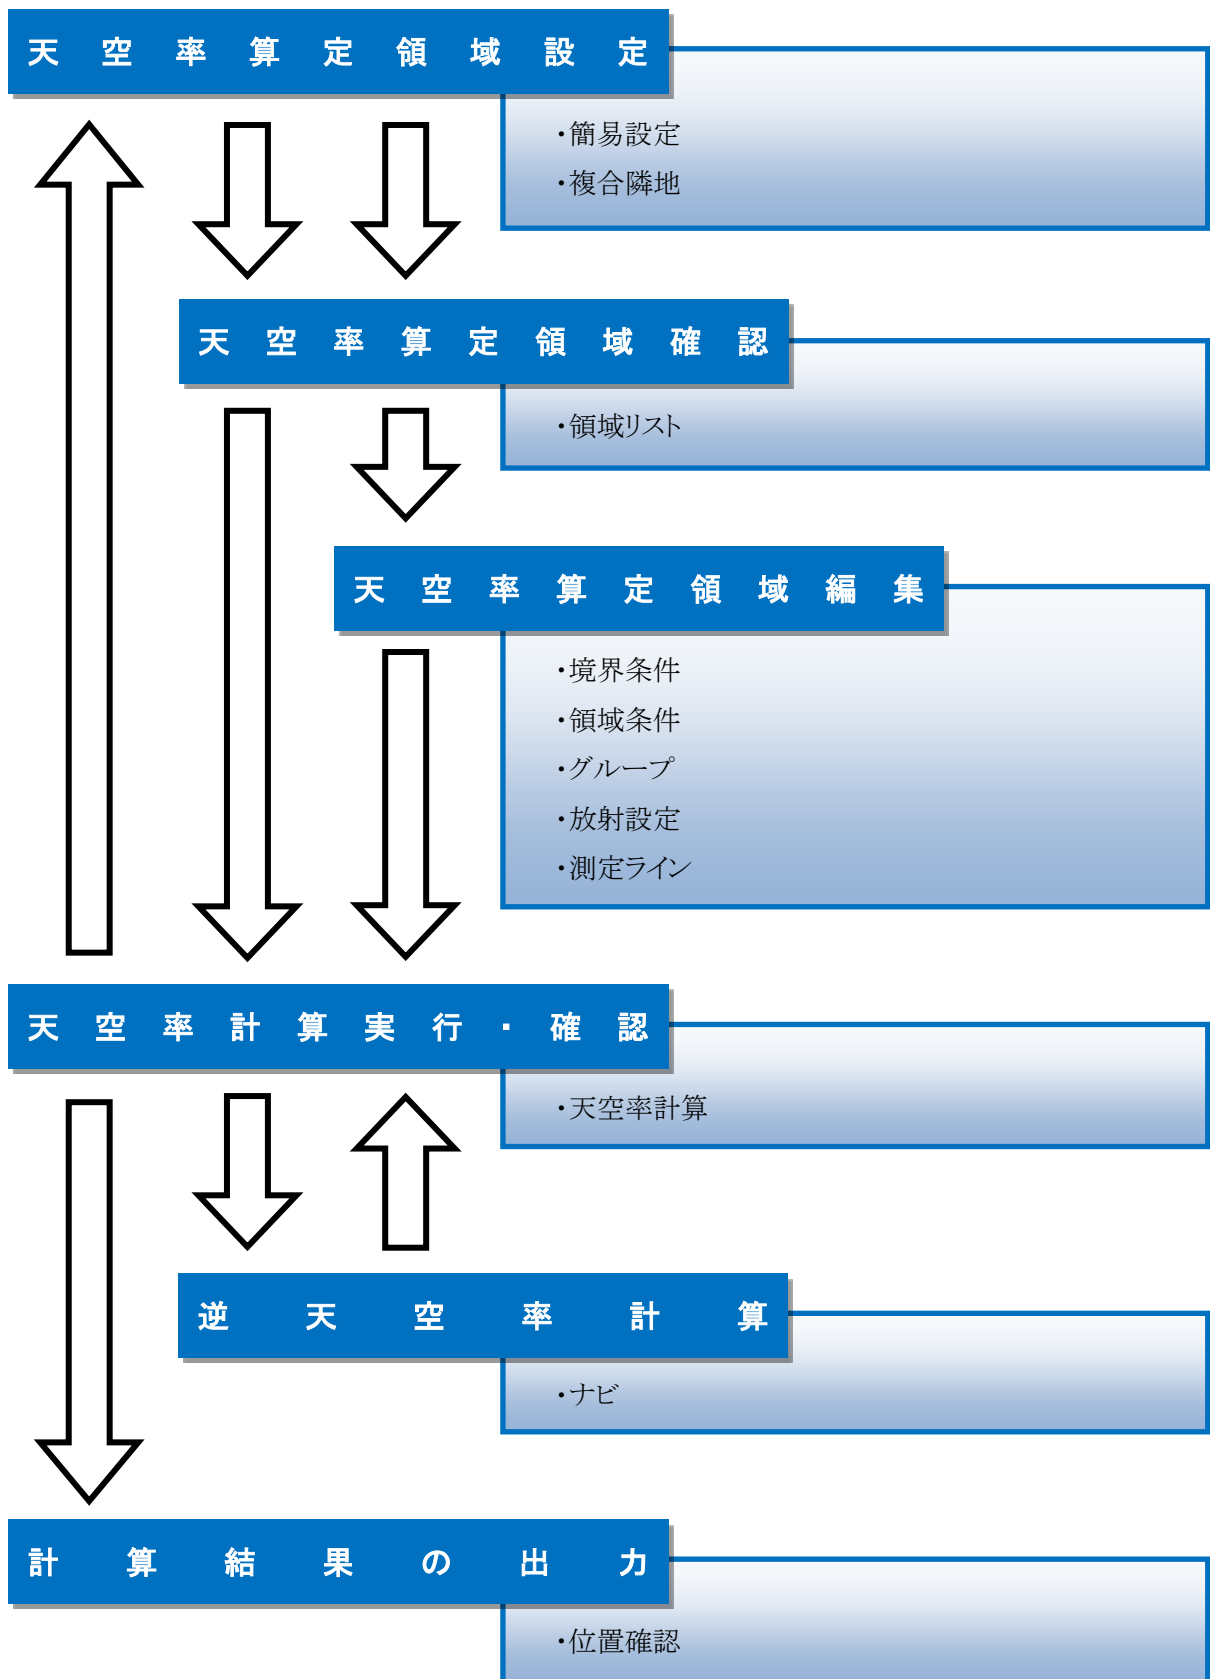 天空率算定領域設定
・簡易設定
・複合隣地
天空率算定領域確認
・領域リスト
天空率算定領域編集
・境界条件
・領域条件
・グループ
・放射設定
・測定ライン
天空率計算実行・確認
・天空率計算
逆天空率計算
・ナビ
計算結果の出力
・位置確認